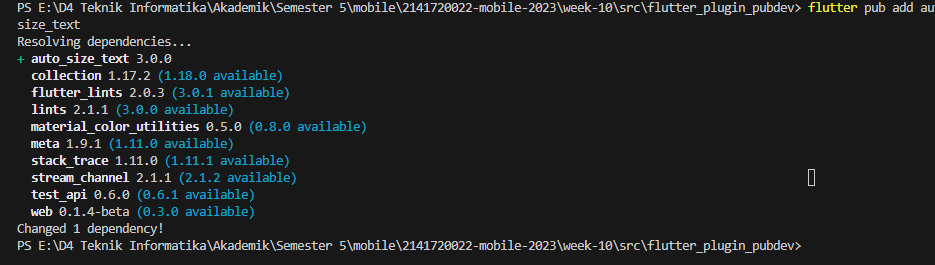 PS E:\D4 Teknik Informatika\Akademik\Semester 5\mobile\2141720022-mobile-2023\week-10\src\flutter_plugin_pubdev> flutter pub add au
size_text
Resolving dependencies...
+ auto_size_text 3.0.0
collection 1.17.2 (1.18.0 available)
flutter_lints 2.0.3 (3.0.1 available)
lints 2.1.1 (3.0.0 available)
material_color_utilities 0.5.0 (0.8.0 available)
meta 1.9.1 (1.11.0 available)
stack_trace 1.11.0 (1.11.1 available)
stream_channel 2.1.1 (2.1.2 available)
test_api 0.6.0 (0.6.1 available)
web 0.1.4-beta (0.3.0 available)
Changed 1 dependency!
PS E:\D4 Teknik Informatika\Akademik\Semester 5\mobile\2141720022-mobile-2023\week-10\src\flutter_plugin_pubdev>